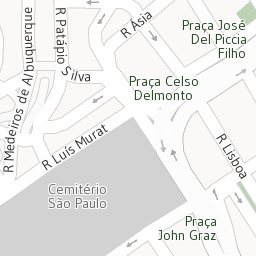 R Medeiros de Albuquerque
R Patápio Silva
R Ásia
Praça José
Del Piccia
Filho
Praça Celso
Delmonto
R Luís Murat
R Lisboa
Cemitério
São Paulo
Praça
John Graz